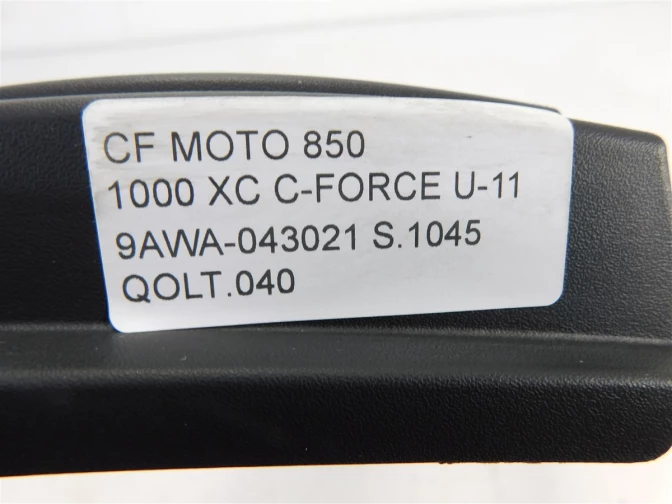 CF MOTO 850
1000 XC C-FORCE U-11
9AWA-043021 S.1045
QOLT.040